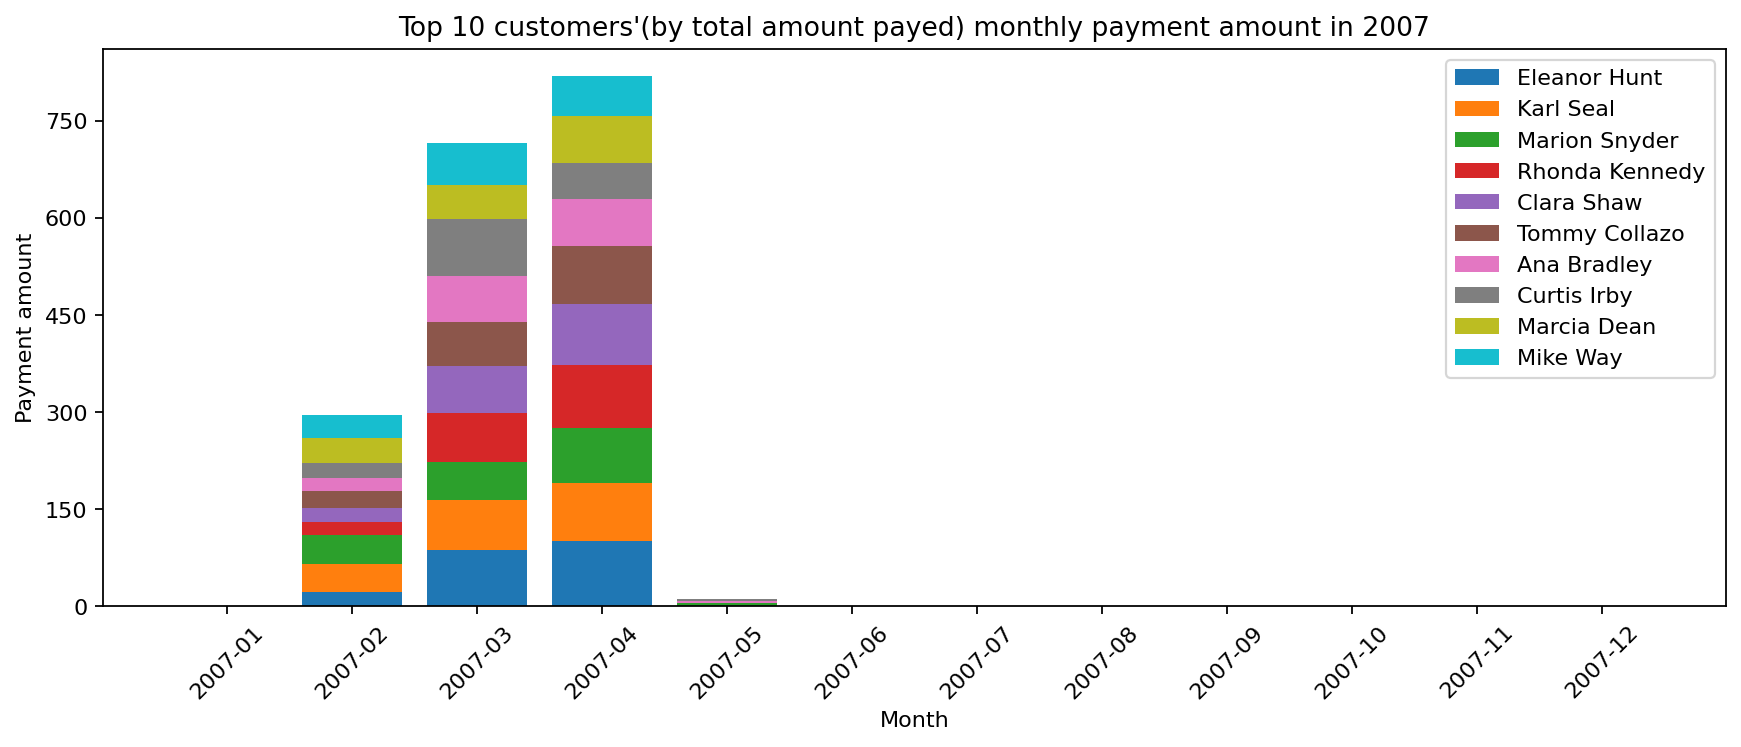 Top 10 customers'(by total amount payed) monthly payment amount in 2007
Payment amount
750
600
450
300
150
0
Eleanor Hunt
Karl Seal
Marion Snyder
Rhonda Kennedy
Clara Shaw
Tommy Collazo
Ana Bradley
Curtis Irby
Marcia Dean
Mike Way
2007-01
2007-02
2007-03
2007-04
2007-05
2007-06
2007-07
2007-08
2007-09
2007-10
2007-11
2007-12
Month